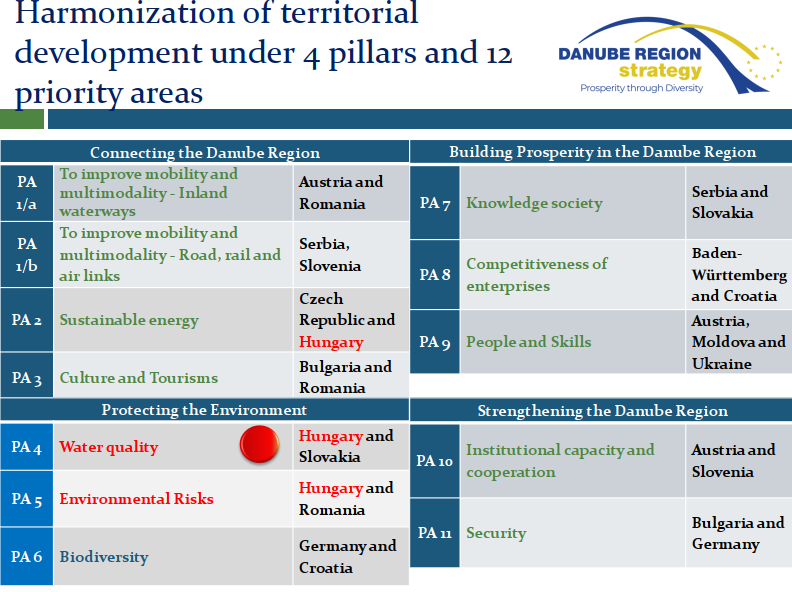 Harmonization of territorial
development under 4 pillars and 12
priority areas
DANUBE REGION
strategy
Prosperity through Diversity
Connecting the Danube Region
PA
1/a
To improve mobility and
multimodality - Inland
waterways
Austria and
Romania
PA
1/b
To improve mobility and
multimodality - Road, rail and
air links
Serbia,
Slovenia
PA 2
Sustainable energy
Czech
Republic and
Hungary
PA 3
Culture and Tourisms
Bulgaria and
Romania
Building Prosperity in the Danube Region
PA 7
Knowledge society
Serbia and
Slovakia
PA 8
Competitiveness of
enterprises
Baden-
Württemberg
and Croatia
PA 9
People and Skills
Austria,
Moldova and
Ukraine
Protecting the Environment
PA 4
Water quality
Hungary and
Slovakia
PA 5
Environmental Risks
Hungary and
Romania
PA 6
Biodiversity
Germany and
Croatia
Strengthening the Danube Region
PA 10
Institutional capacity and
cooperation
Austria and
Slovenia
PA 11
Security
Bulgaria and
Germany